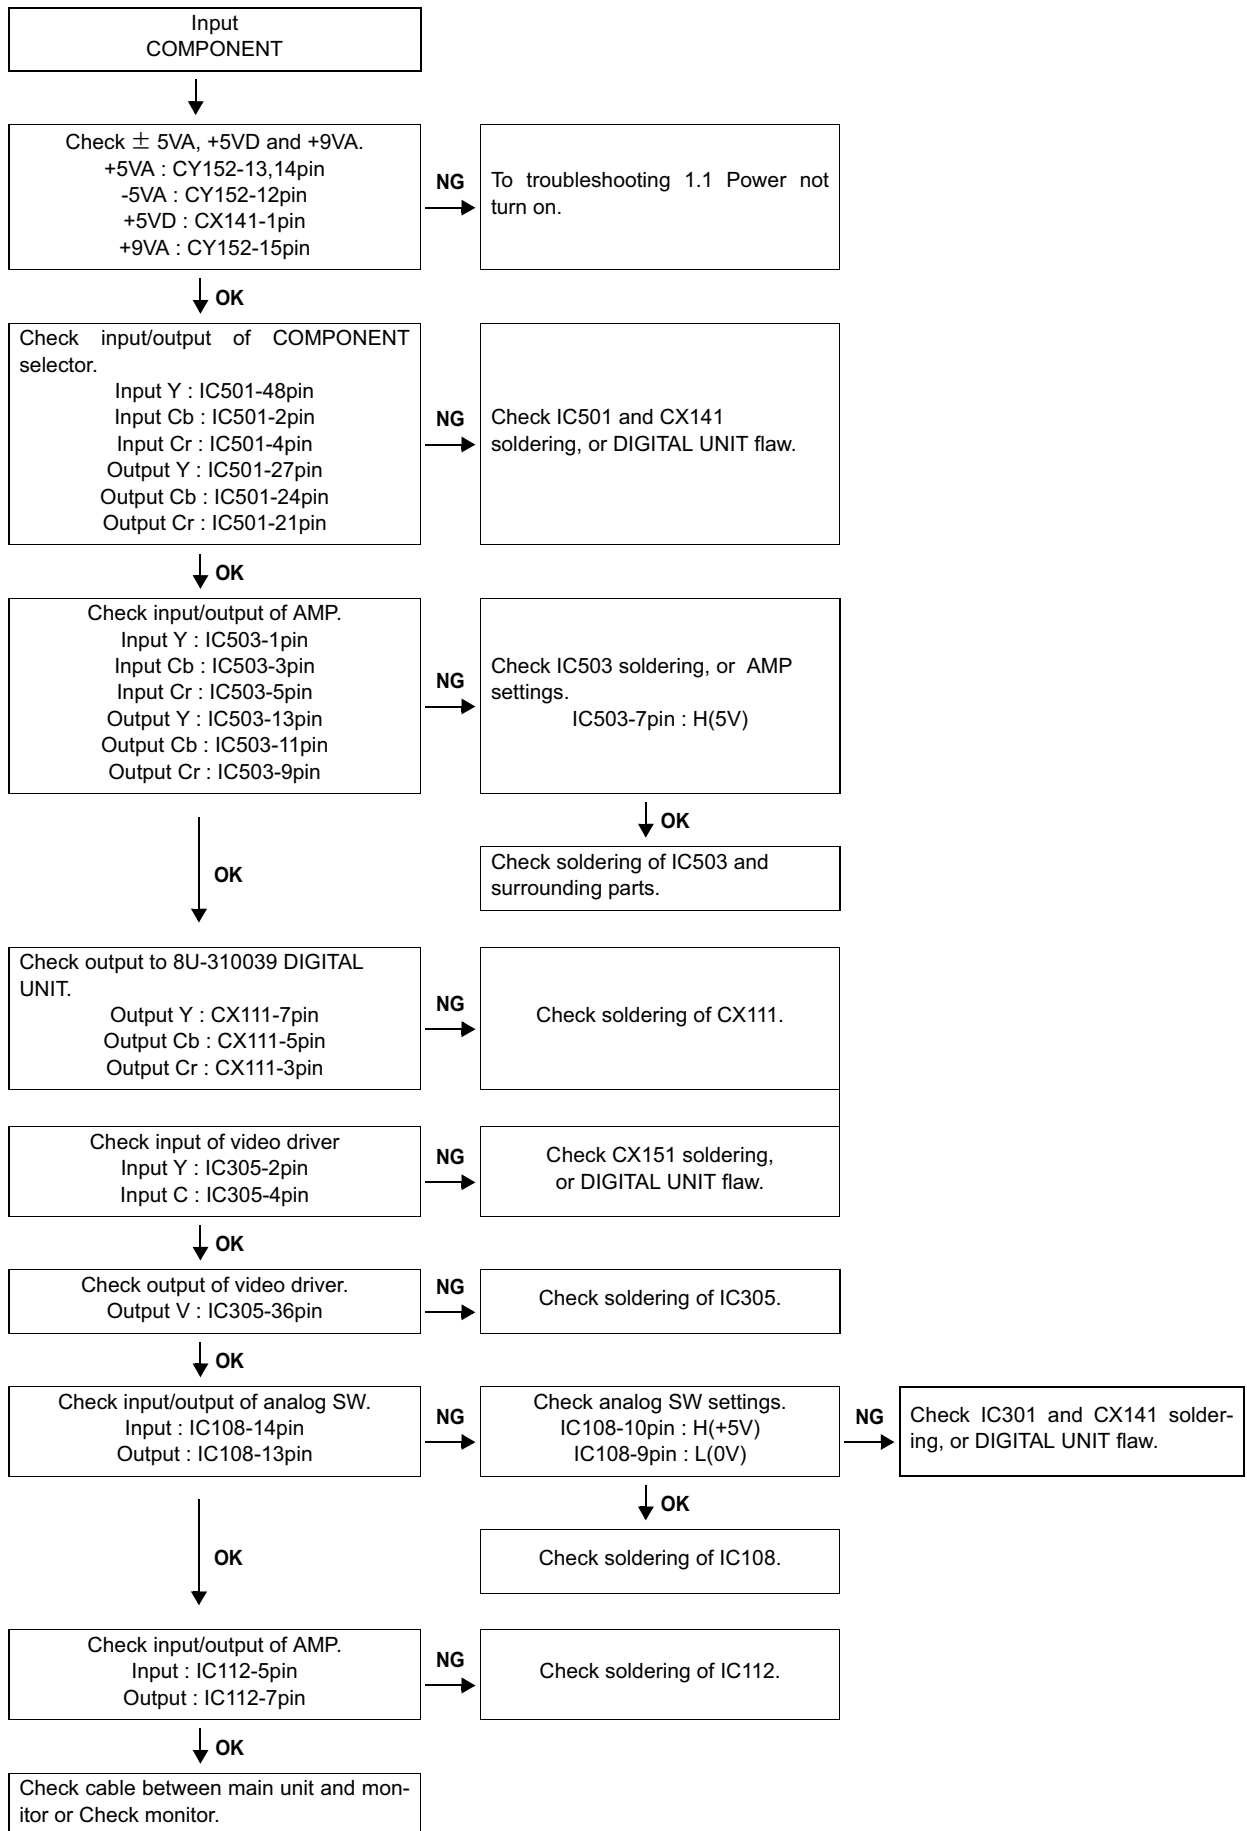 Input
COMPONENT
Check ± 5VA, +5VD and +9VA.
+5VA : CY152-13,14pin
-5VA : CY152-12pin
+5VD : CX141-1pin
+9VA : CY152-15pin
NG
To troubleshooting 1.1 Power not
turn on.
OK
Check input/output of COMPONENT
selector.
Input Y : IC501-48pin
Input Cb : IC501-2pin
Input Cr : IC501-4pin
Output Y : IC501-27pin
Output Cb : IC501-24pin
Output Cr : IC501-21pin
NG
Check IC501 and CX141
soldering, or DIGITAL UNIT flaw.
OK
Check input/output of AMP.
Input Y : IC503-1pin
Input Cb : IC503-3pin
Input Cr : IC503-5pin
Output Y : IC503-13pin
Output Cb : IC503-11pin
Output Cr : IC503-9pin
NG
Check IC503 soldering, or AMP
settings.
IC503-7pin : H(5V)
OK
Check soldering of IC503 and
surrounding parts.
OK
Check output to 8U-310039 DIGITAL
UNIT.
Output Y : CX111-7pin
Output Cb : CX111-5pin
Output Cr : CX111-3pin
NG
Check soldering of CX111.
Check input of video driver
Input Y : IC305-2pin
Input C : IC305-4pin
NG
Check CX151 soldering,
or DIGITAL UNIT flaw.
OK
Check output of video driver.
Output V : IC305-36pin
NG
Check soldering of IC305.
OK
Check input/output of analog SW.
Input : IC108-14pin
Output : IC108-13pin
NG
Check analog SW settings.
IC108-10pin : H(+5V)
IC108-9pin : L(0V)
NG
Check IC301 and CX141 solder-
ing, or DIGITAL UNIT flaw.
OK
Check soldering of IC108.
OK
Check input/output of AMP.
Input : IC112-5pin
Output : IC112-7pin
NG
Check soldering of IC112.
OK
Check cable between main unit and mon-
itor or Check monitor.